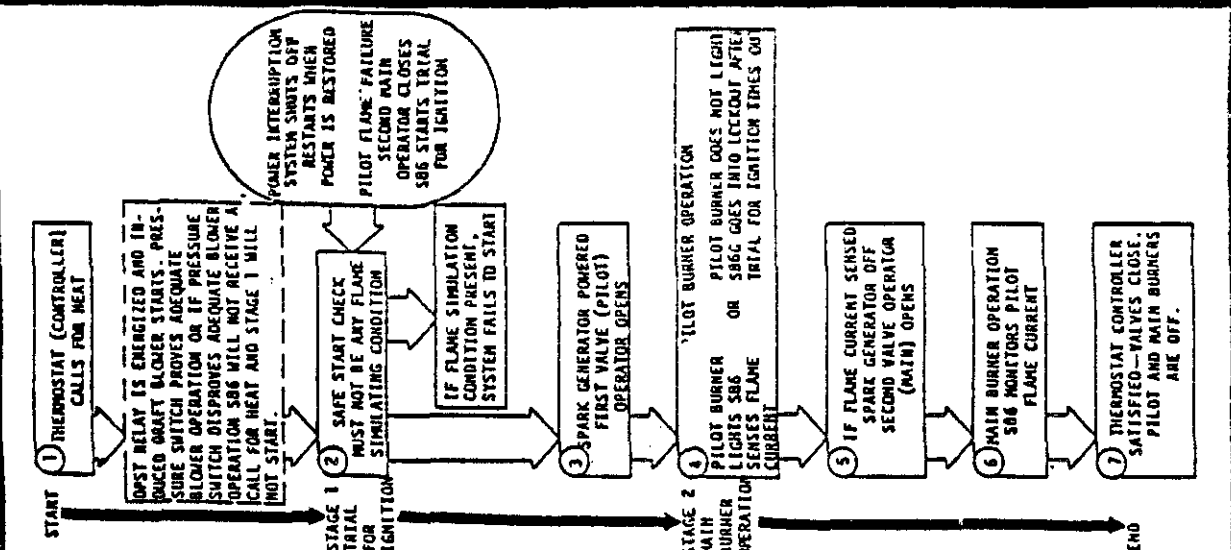 START
1 THERMOSTAT (CONTROLLER)
CALLS FOR HEAT
DPST RELAY IS ENERGIZED AND IN-
DUCED DRAFT BLOWER STARTS. PRES-
SURE SWITCH PROVES ADEQUATE
BLOWER OPERATION OR IF PRESSURE
SWITCH DISPROVES ADEQUATE BLOWER
OPERATION S86 WILL NOT RECEIVE A
CALL FOR HEAT AND STAGE 1 WILL
NOT START.
POWER INTERRUPTION
SYSTEM SHUTS OFF
RESTARTS WHEN
POWER IS RESTORED
PILOT FLAME FAILURE
SECOND MAIN
OPERATOR CLOSES
S86 STARTS TRIAL
FOR IGNITION
STAGE 1
TRIAL
FOR
IGNITION
2 SAFE START CHECK
MUST NOT BE ANY FLAME
SIMULATING CONDITION
IF FLAME SIMULATION
CONDITION PRESENT,
SYSTEM FAILS TO START
3 SPARK GENERATOR POWERED
FIRST VALVE (PILOT)
OPERATOR OPENS
STAGE 2
MAIN
BURNER
OPERATION
4 PILOT BURNER OPERATION
PILOT BURNER
LIGHTS S86
SENSES FLAME
CURRENT
OR
PILOT BURNER DOES NOT LIGHT
S86G GOES INTO LOCKOUT AFTER
TRIAL FOR IGNITION TIMES OUT
5 IF FLAME CURRENT SENSED
SPARK GENERATOR OFF
SECOND VALVE OPERATOR
(MAIN) OPENS
6 MAIN BURNER OPERATION
S86 MONITORS PILOT
FLAME CURRENT
END
7 THERMOSTAT CONTROLLER
SATISFIED—VALVES CLOSE,
PILOT AND MAIN BURNERS
ARE OFF.